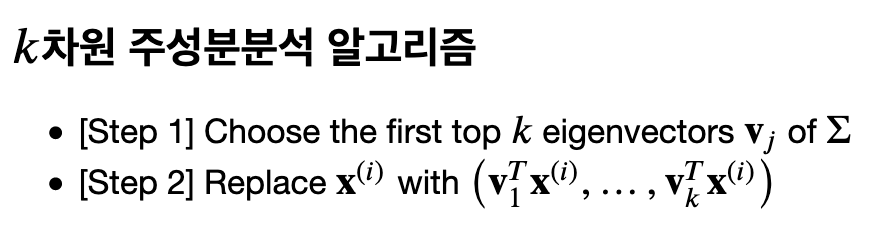 k차원 주성분분석 알고리즘
• [Step 1] Choose the first top k eigenvectors v_j of Σ
• [Step 2] Replace x^(i) with (v_1^T x^(i), … , v_k^T x^(i))